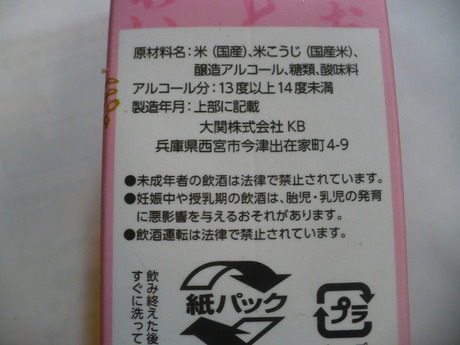 原材料名:米(国産)、米こうじ(国産米)、
醸造アルコール、糖類、酸味料
アルコール分:13度以上14度未満
製造年月:上部に記載
大関株式会社 KB
兵庫県西宮市今津出在家町4-9
●未成年者の飲酒は法律で禁止されています。
●妊娠中や授乳期の飲酒は、胎児・乳児の発育
に悪影響を与えるおそれがあります。
●飲酒運転は法律で禁止されています。
飲み終えた後
すぐに洗って
紙パック
プラ